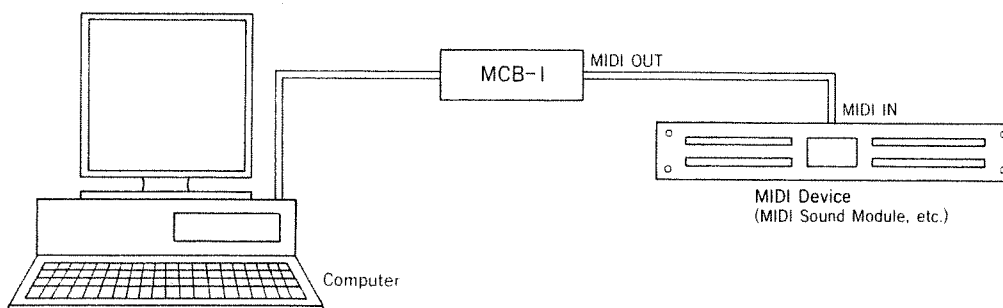 MCB-1
MIDI OUT
MIDI IN
MIDI Device
(MIDI Sound Module, etc.)
Computer